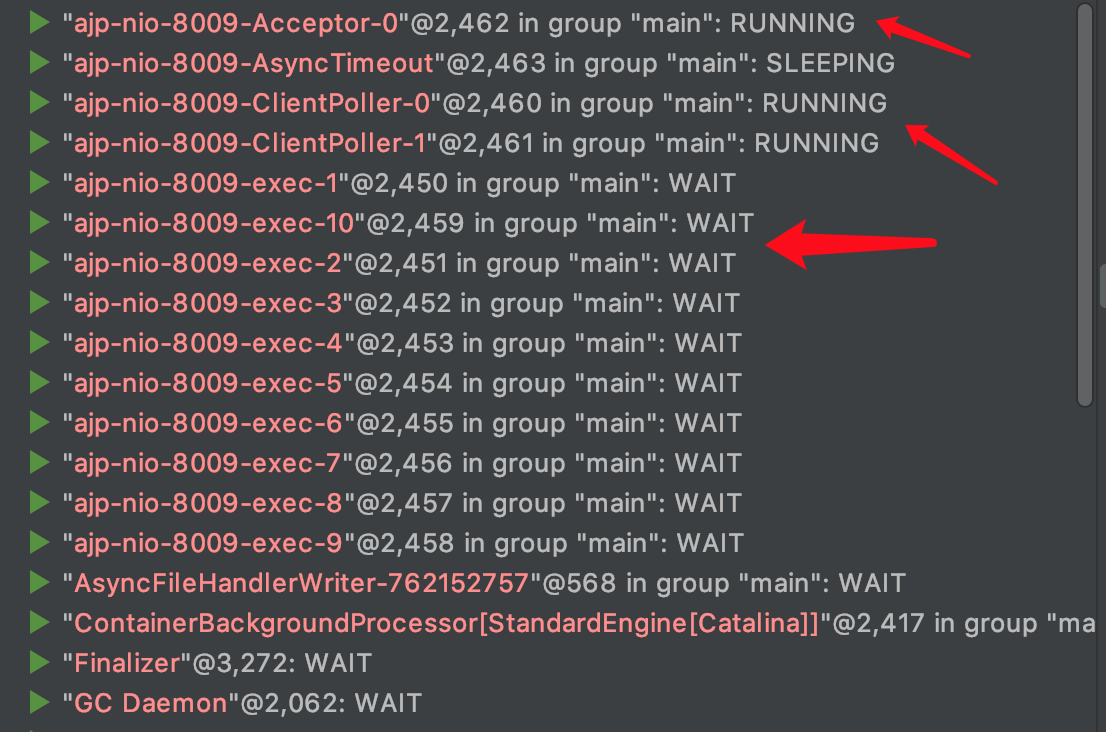 "ajp-nio-8009-Acceptor-0"@2,462 in group "main": RUNNING
"ajp-nio-8009-AsyncTimeout"@2,463 in group "main": SLEEPING
"ajp-nio-8009-ClientPoller-0"@2,460 in group "main": RUNNING
"ajp-nio-8009-ClientPoller-1"@2,461 in group "main": RUNNING
"ajp-nio-8009-exec-1"@2,450 in group "main": WAIT
"ajp-nio-8009-exec-10"@2,459 in group "main": WAIT
"ajp-nio-8009-exec-2"@2,451 in group "main": WAIT
"ajp-nio-8009-exec-3"@2,452 in group "main": WAIT
"ajp-nio-8009-exec-4"@2,453 in group "main": WAIT
"ajp-nio-8009-exec-5"@2,454 in group "main": WAIT
"ajp-nio-8009-exec-6"@2,455 in group "main": WAIT
"ajp-nio-8009-exec-7"@2,456 in group "main": WAIT
"ajp-nio-8009-exec-8"@2,457 in group "main": WAIT
"ajp-nio-8009-exec-9"@2,458 in group "main": WAIT
"AsyncFileHandlerWriter-762152757"@568 in group "main": WAIT
"ContainerBackgroundProcessor[StandardEngine[Catalina]]"@2,417 in group "ma
"Finalizer"@3,272: WAIT
"GC Daemon"@2,062: WAIT